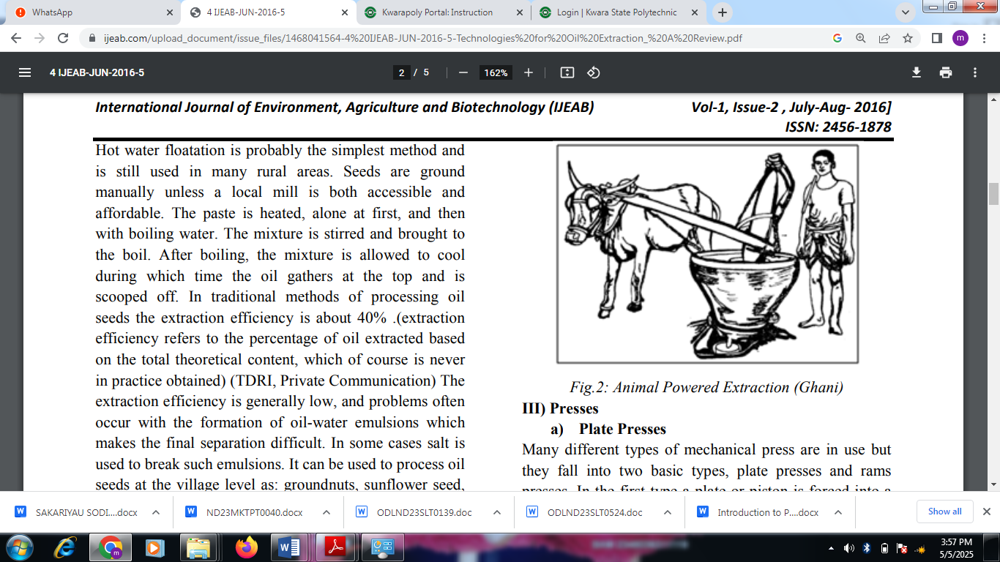 WhatsApp
4 IJEAB-JUN-2016-5
Kwarapoly Portal: Instruction
Login | Kwara State Polytechnic
ijeab.com/upload_document/issue_files/1468041564-4%20IJEAB-JUN-2016-5-Technologies%20for%20Oil%20Extraction_%20A%20Review.pdf
m
4 IJEAB-JUN-2016-5
2 / 5
162%
International Journal of Environment, Agriculture and Biotechnology (IJEAB)
Vol-1, Issue-2 , July-Aug- 2016]
ISSN: 2456-1878
Hot water floatation is probably the simplest method and
is still used in many rural areas. Seeds are ground
manually unless a local mill is both accessible and
affordable. The paste is heated, alone at first, and then
with boiling water. The mixture is stirred and brought to
the boil. After boiling, the mixture is allowed to cool
during which time the oil gathers at the top and is
scooped off. In traditional methods of processing oil
seeds the extraction efficiency is about 40% .(extraction
efficiency refers to the percentage of oil extracted based
on the total theoretical content, which of course is never
in practice obtained) (TDRI, Private Communication) The
extraction efficiency is generally low, and problems often
occur with the formation of oil-water emulsions which
makes the final separation difficult. In some cases salt is
used to break such emulsions. It can be used to process oil
seeds at the village level as: groundnuts, sunflower seed,
Fig.2: Animal Powered Extraction (Ghani)
III) Presses
a) Plate Presses
Many different types of mechanical press are in use but
they fall into two basic types, plate presses and rams
presses. In the first type a plate or piston is forced into a
SAKARIYAU SODI....docx
ND23MKTPT0040.docx
ODLND23SLT0139.doc
ODLND23SLT0524.doc
Introduction to P....docx
Show all
3:57 PM
5/5/2025